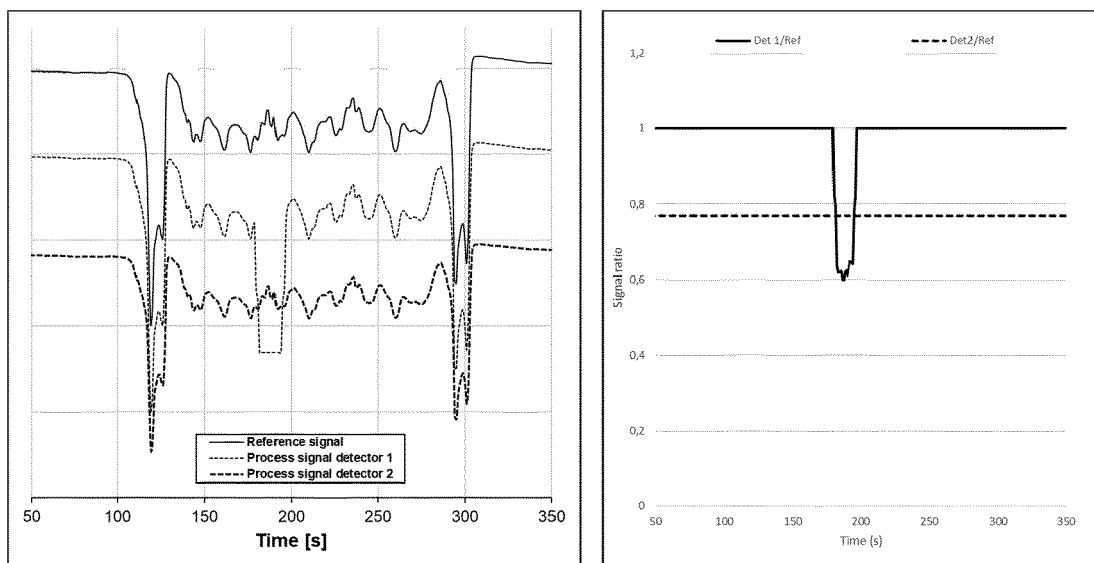 Reference signal
Process signal detector 1
Process signal detector 2
50 100 150 200 250 300 350
Time [s]
Det 1/Ref Det2/Ref
1,2
1
0,8
0,6
0,4
0,2
0
Signal ratio
50 100 150 200 250 300 350
Time (s)